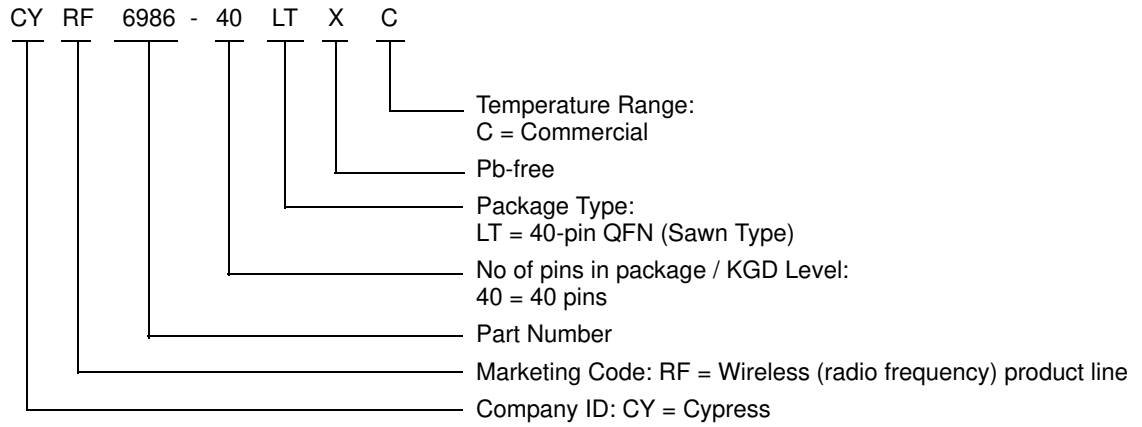 CY RF 6986 - 40 LT X C
Temperature Range:
C = Commercial
Pb-free
Package Type:
LT = 40-pin QFN (Sawn Type)
No of pins in package / KGD Level:
40 = 40 pins
Part Number
Marketing Code: RF = Wireless (radio frequency) product line
Company ID: CY = Cypress